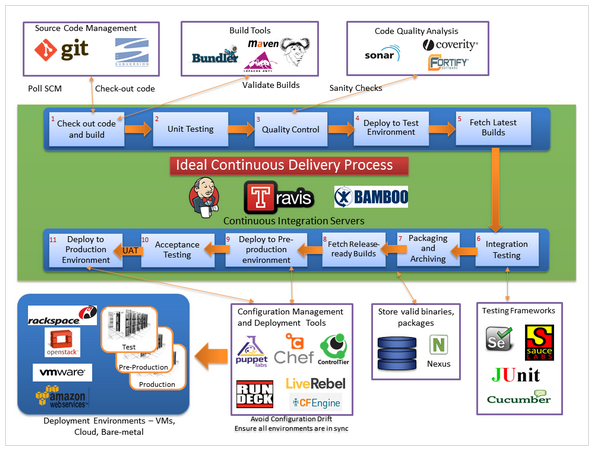 Source Code Management
git
SUBVERSION
Build Tools
Bundler
maven
APACHE ANT
Code Quality Analysis
sonar
coverity
FORTIFY
SOFTWARE
Poll SCM
Check-out code
Validate Builds
Sanity Checks
1
Check out code
and build
2
Unit Testing
3
Quality Control
4
Deploy to Test
Environment
5
Fetch Latest
Builds
Ideal Continuous Delivery Process
Travis
BAMBOO
Continuous Integration Servers
11
Deploy to
Production
Environment
UAT
10
Acceptance
Testing
9
Deploy to Pre-
production
environment
8
Fetch Release-
ready Builds
7
Packaging
and
Archiving
6
Integration
Testing
rackspace
openstack
vmware
amazon
webservices
Test
Pre-Production
Production
Deployment Environments – VMs,
Cloud, Bare-metal
Configuration Management
and Deployment Tools
puppet
labs
Chef
ControlTier
RUN
DECK
LiveRebel
CFEngine
Avoid Configuration Drift
Ensure all environments are in sync
Store valid binaries,
packages
N
Nexus
Testing Frameworks
Se
SAUCE
LABS
JUnit
Cucumber